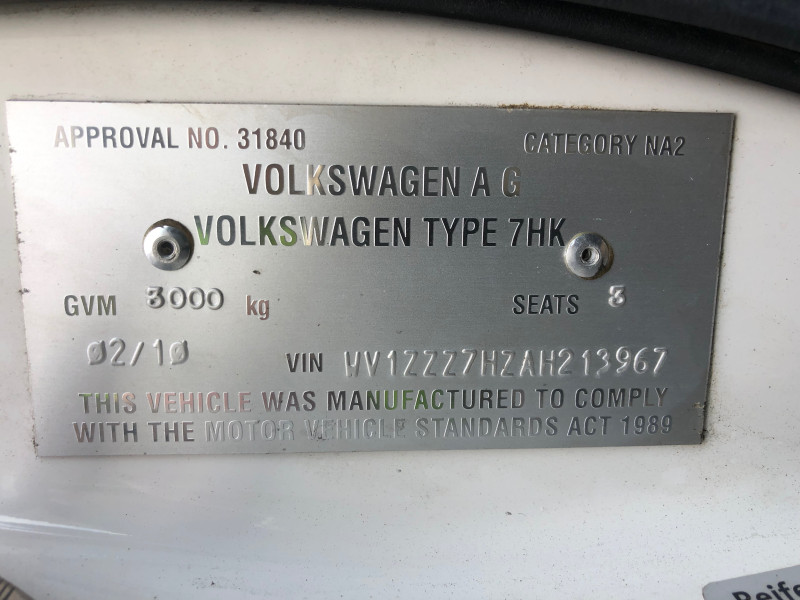 APPROVAL NO. 31840 CATEGORY NA2
VOLKSWAGEN A G
VOLKSWAGEN TYPE 7HK
GVM 3000 kg SEATS 3
02/10 VIN WV1ZZZ7HZAH213967
THIS VEHICLE WAS MANUFACTURED TO COMPLY
WITH THE MOTOR VEHICLE STANDARDS ACT 1989